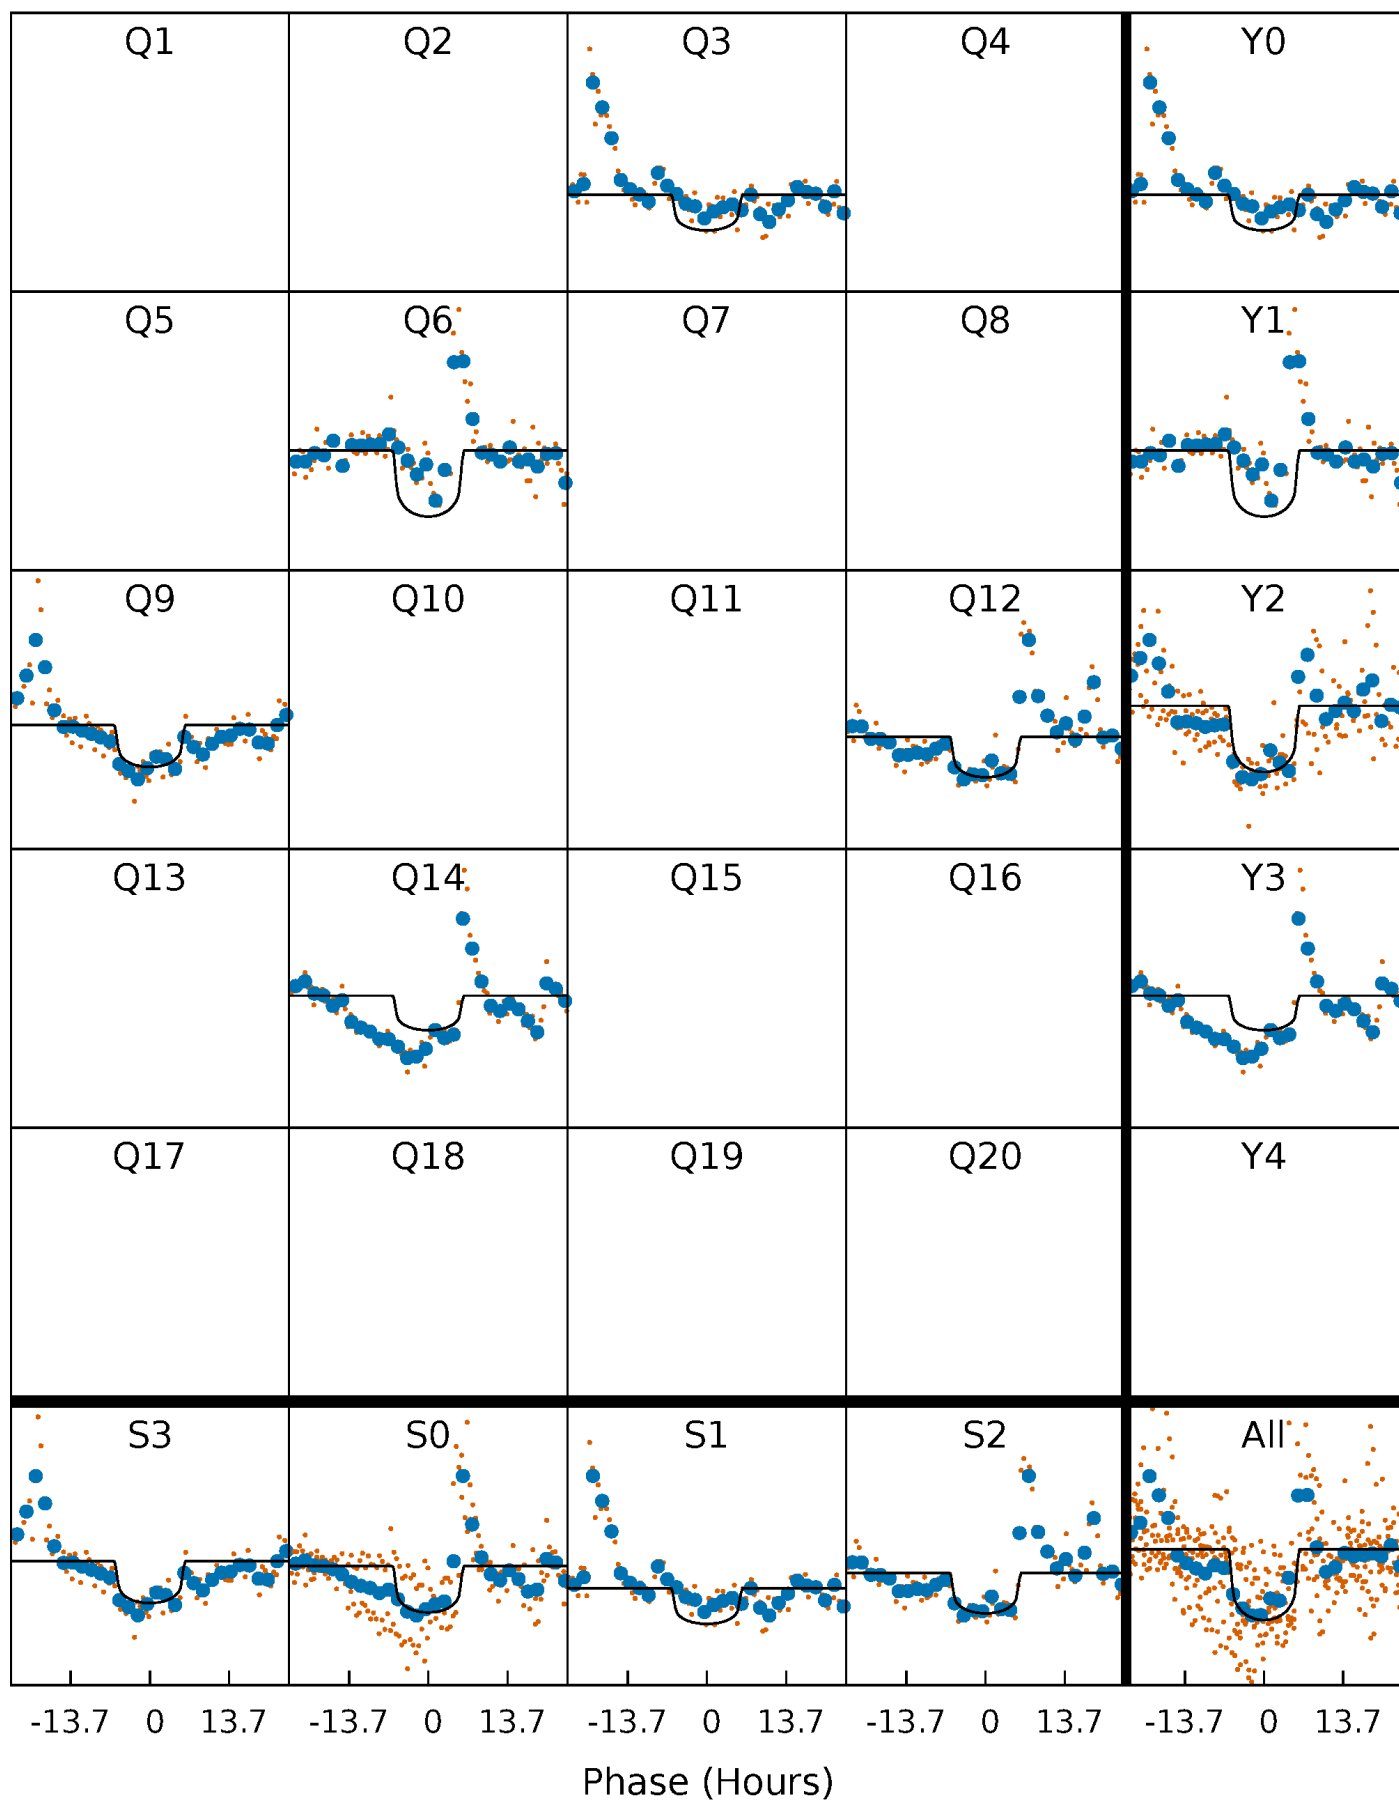 Q1 Q2 Q3 Q4 Y0
Q5 Q6 Q7 Q8 Y1
Q9 Q10 Q11 Q12 Y2
Q13 Q14 Q15 Q16 Y3
Q17 Q18 Q19 Q20 Y4
S3 S0 S1 S2 All
-13.7 0 13.7 -13.7 0 13.7 -13.7 0 13.7 -13.7 0 13.7 -13.7 0 13.7
Phase (Hours)